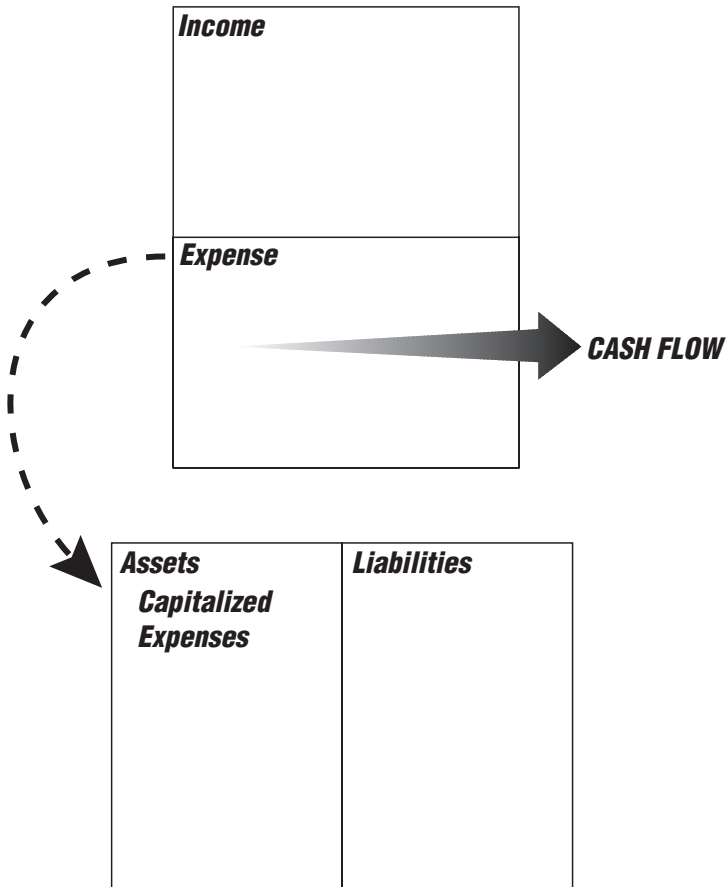 Income
Expense
CASH FLOW
Assets
Capitalized
Expenses
Liabilities